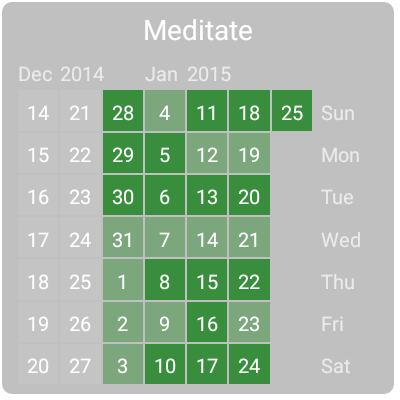 Meditate
Dec 2014 Jan 2015
14 21 28 4 11 18 25 Sun
15 22 29 5 12 19 Mon
16 23 30 6 13 20 Tue
17 24 31 7 14 21 Wed
18 25 1 8 15 22 Thu
19 26 2 9 16 23 Fri
20 27 3 10 17 24 Sat